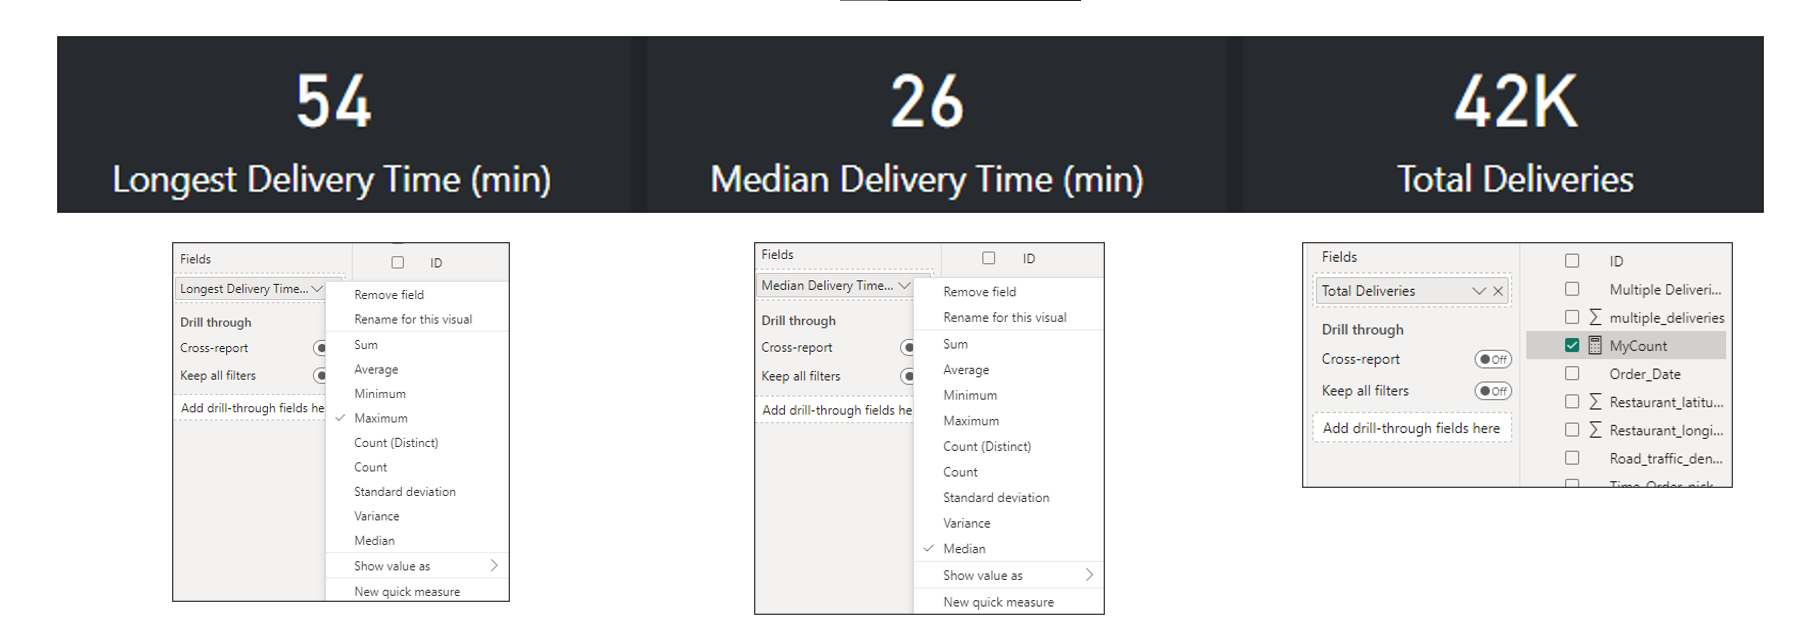 54
Longest Delivery Time (min)
26
Median Delivery Time (min)
42K
Total Deliveries
Fields
ID
Longest Delivery Time...
Remove field
Rename for this visual
Drill through
Cross-report
Keep all filters
Add drill-through fields he
Sum
Average
Minimum
Maximum
Count (Distinct)
Count
Standard deviation
Variance
Median
Show value as
New quick measure
Fields
ID
Median Delivery Time...
Remove field
Rename for this visual
Drill through
Cross-report
Keep all filters
Add drill-through fields he
Sum
Average
Minimum
Maximum
Count (Distinct)
Count
Standard deviation
Variance
Median
Show value as
New quick measure
Fields
Total Deliveries
Drill through
Cross-report
Off
Keep all filters
Off
Add drill-through fields here
ID
Multiple Deliveri...
∑ multiple_deliveries
MyCount
Order_Date
∑ Restaurant_latitu...
∑ Restaurant_longi...
Road_traffic_den...